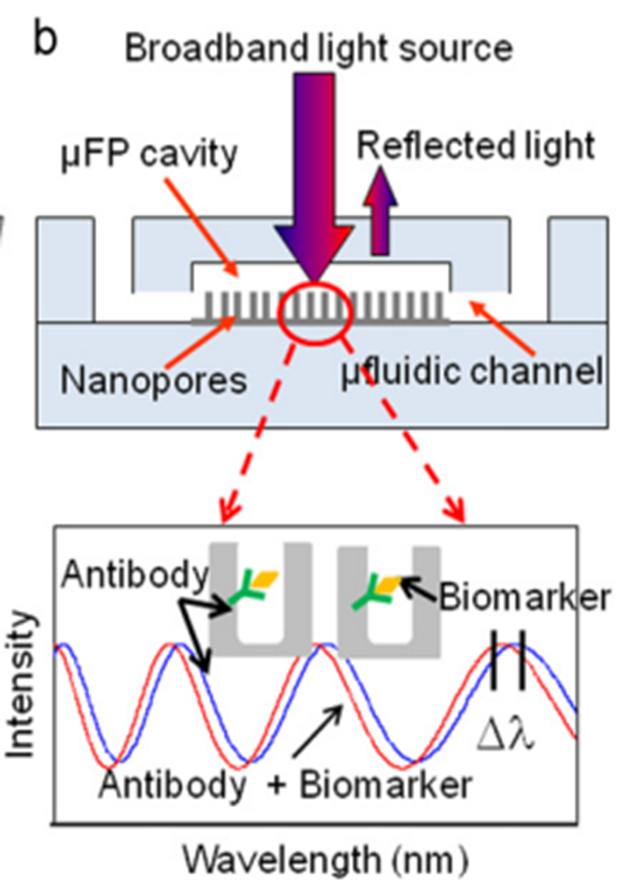 b
Broadband light source
µFP cavity
Reflected light
Nanopores
µfluidic channel
Antibody
Biomarker
Intensity
Δλ
Antibody + Biomarker
Wavelength (nm)